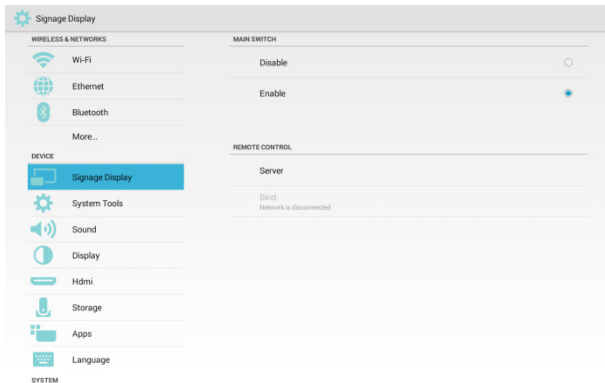 Signage Display
WIRELESS & NETWORKS
Wi-Fi
Ethernet
Bluetooth
More...
DEVICE
Signage Display
System Tools
Sound
Display
Hdmi
Storage
Apps
Language
SYSTEM
MAIN SWITCH
Disable
Enable
REMOTE CONTROL
Server
Bind
Network is disconnected.